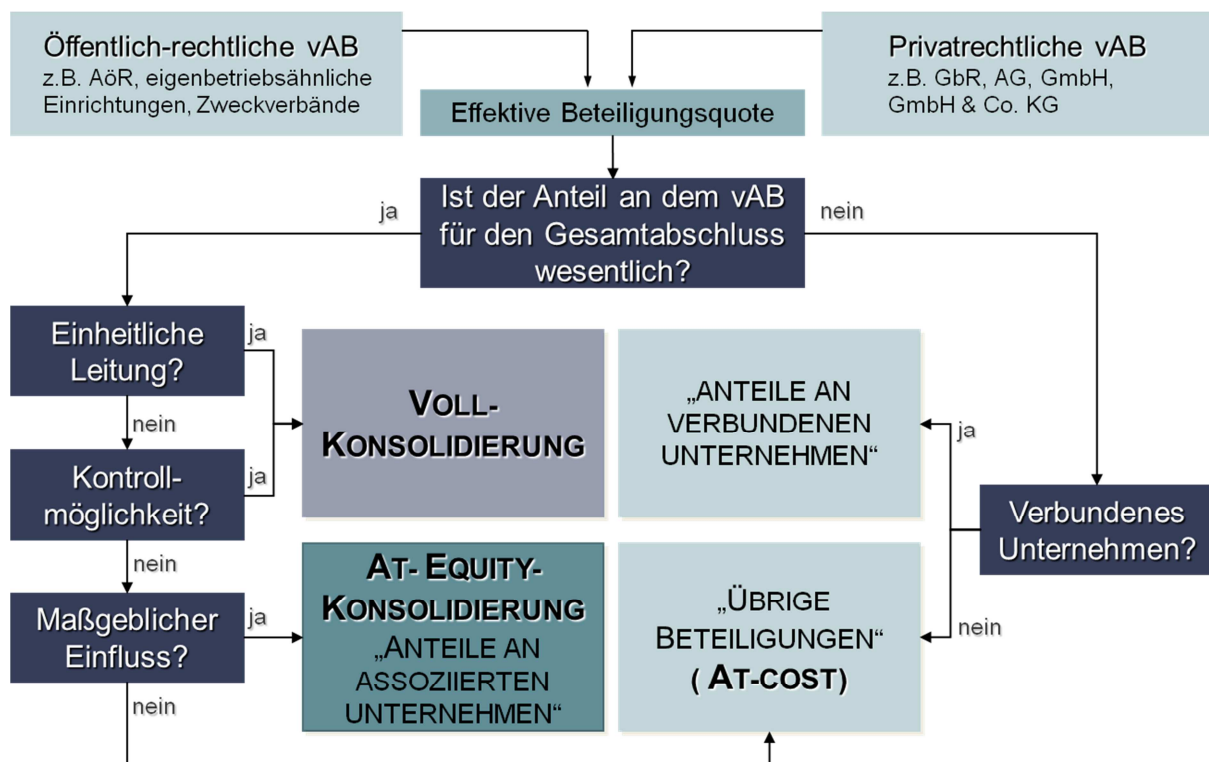 Öffentlich-rechtliche vAB
z.B. AöR, eigenbetriebsähnliche
Einrichtungen, Zweckverbände
Privatrechtliche vAB
z.B. GbR, AG, GmbH,
GmbH & Co. KG
Effektive Beteiligungsquote
ja
Ist der Anteil an dem vAB
für den Gesamtabschluss
wesentlich?
nein
Einheitliche
Leitung?
ja
nein
Kontroll-
möglichkeit?
ja
nein
Maßgeblicher
Einfluss?
ja
nein
VOLL-
KONSOLIDIERUNG
„ANTEILE AN
VERBUNDENEN
UNTERNEHMEN“
ja
Verbundenes
Unternehmen?
nein
AT- EQUITY-
KONSOLIDIERUNG
„ANTEILE AN
ASSOZIIERTEN
UNTERNEHMEN“
„ÜBRIGE
BETEILIGUNGEN“
( AT-COST)